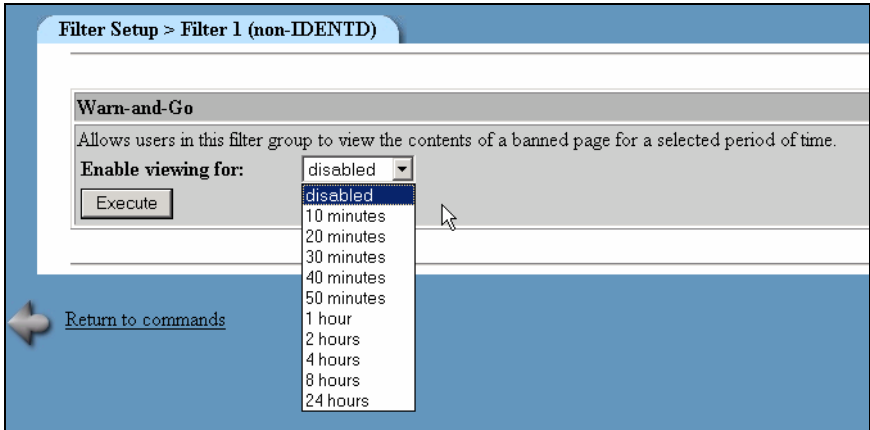 Filter Setup > Filter 1 (non-IDENTD)
Warn-and-Go
Allows users in this filter group to view the contents of a banned page for a selected period of time.
Enable viewing for: disabled
Execute
disabled
10 minutes
20 minutes
30 minutes
40 minutes
50 minutes
1 hour
2 hours
4 hours
8 hours
24 hours
Return to commands